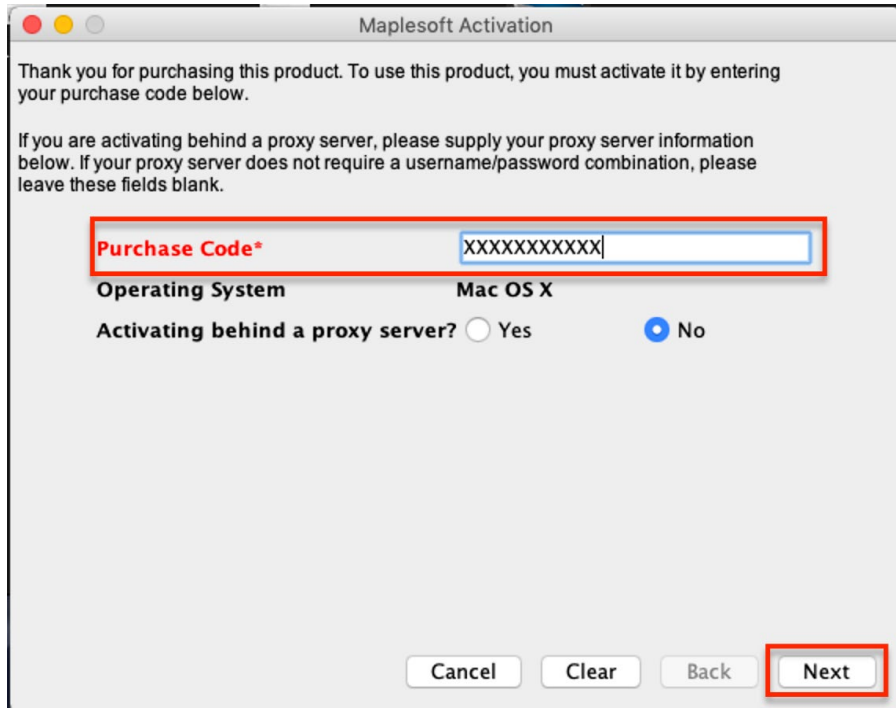 Maplesoft Activation
Thank you for purchasing this product. To use this product, you must activate it by entering
your purchase code below.
If you are activating behind a proxy server, please supply your proxy server information
below. If your proxy server does not require a username/password combination, please
leave these fields blank.
Purchase Code* XXXXXXXXXXX
Operating System Mac OS X
Activating behind a proxy server? Yes No
Cancel Clear Back Next